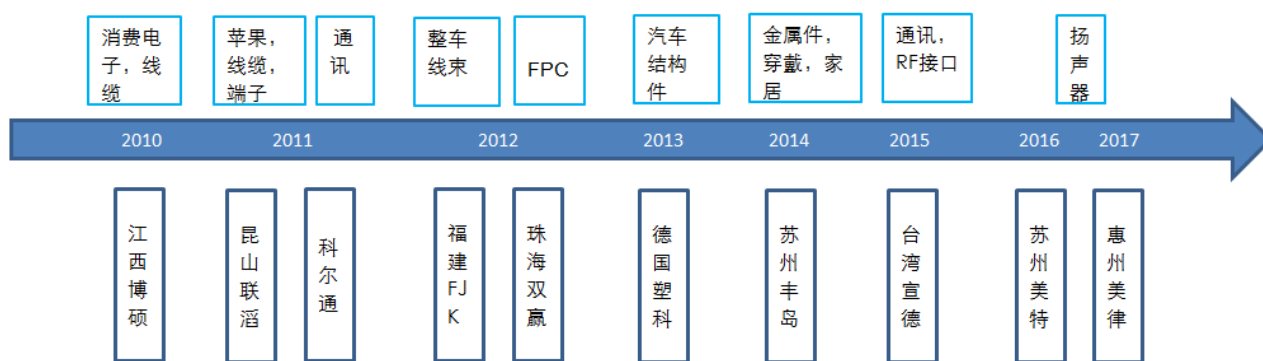 消费电
子，线
缆
苹果，
线缆，
端子
通
讯
整车
线束
FPC
汽车
结构
件
金属件，
穿戴，家
居
通讯，
RF接口
扬
声
器
2010
2011
2012
2013
2014
2015
2016
2017
江
西
博
硕
昆
山
联
滔
科
尔
通
福
建
FJ
K
珠
海
双
赢
德
国
塑
科
苏
州
丰
岛
台
湾
宣
德
苏
州
美
特
惠
州
美
律